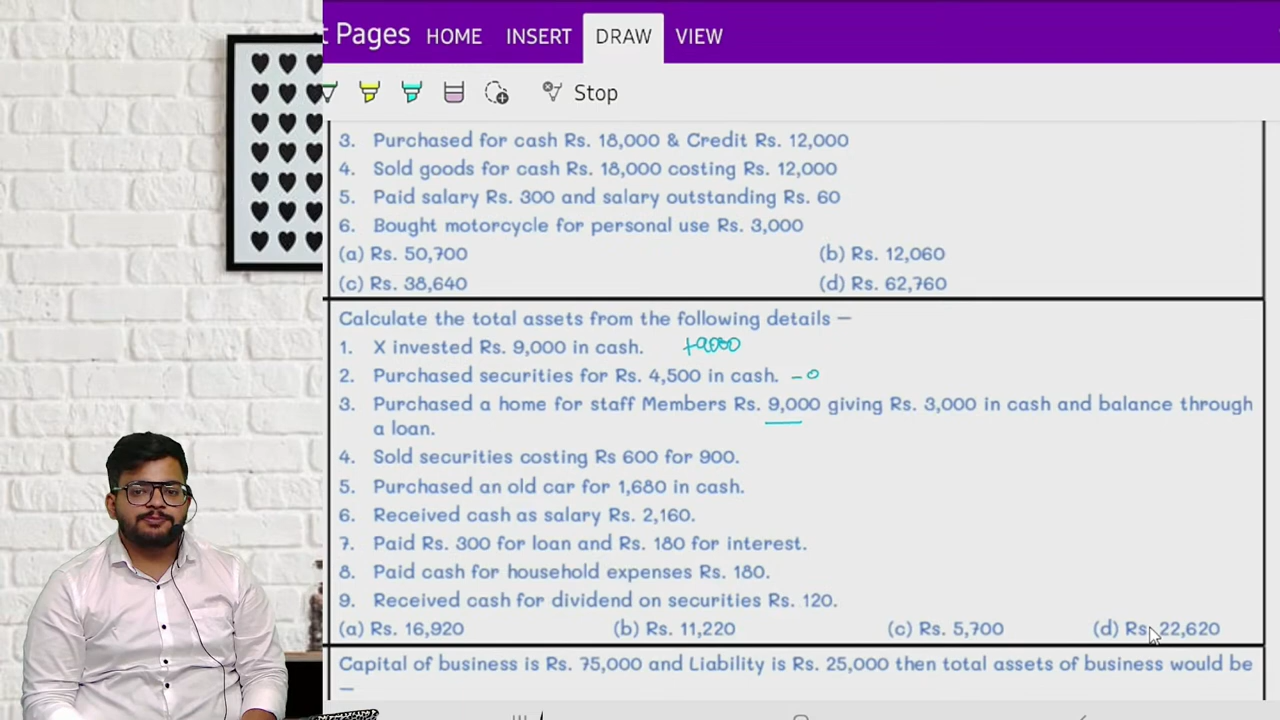 t Pages HOME INSERT DRAW VIEW
Stop
3. Purchased for cash Rs. 18,000 & Credit Rs. 12,000
4. Sold goods for cash Rs. 18,000 costing Rs. 12,000
5. Paid salary Rs. 300 and salary outstanding Rs. 60
6. Bought motorcycle for personal use Rs. 3,000
(a) Rs. 50,700 (b) Rs. 12,060
(c) Rs. 38,640 (d) Rs. 62,760
Calculate the total assets from the following details –
1. X invested Rs. 9,000 in cash. +9000
2. Purchased securities for Rs. 4,500 in cash. – 0
3. Purchased a home for staff Members Rs. 9,000 giving Rs. 3,000 in cash and balance through
a loan.
4. Sold securities costing Rs 600 for 900.
5. Purchased an old car for 1,680 in cash.
6. Received cash as salary Rs. 2,160.
7. Paid Rs. 300 for loan and Rs. 180 for interest.
8. Paid cash for household expenses Rs. 180.
9. Received cash for dividend on securities Rs. 120.
(a) Rs. 16,920 (b) Rs. 11,220 (c) Rs. 5,700 (d) Rs. 22,620
Capital of business is Rs. 75,000 and Liability is Rs. 25,000 then total assets of business would be
–